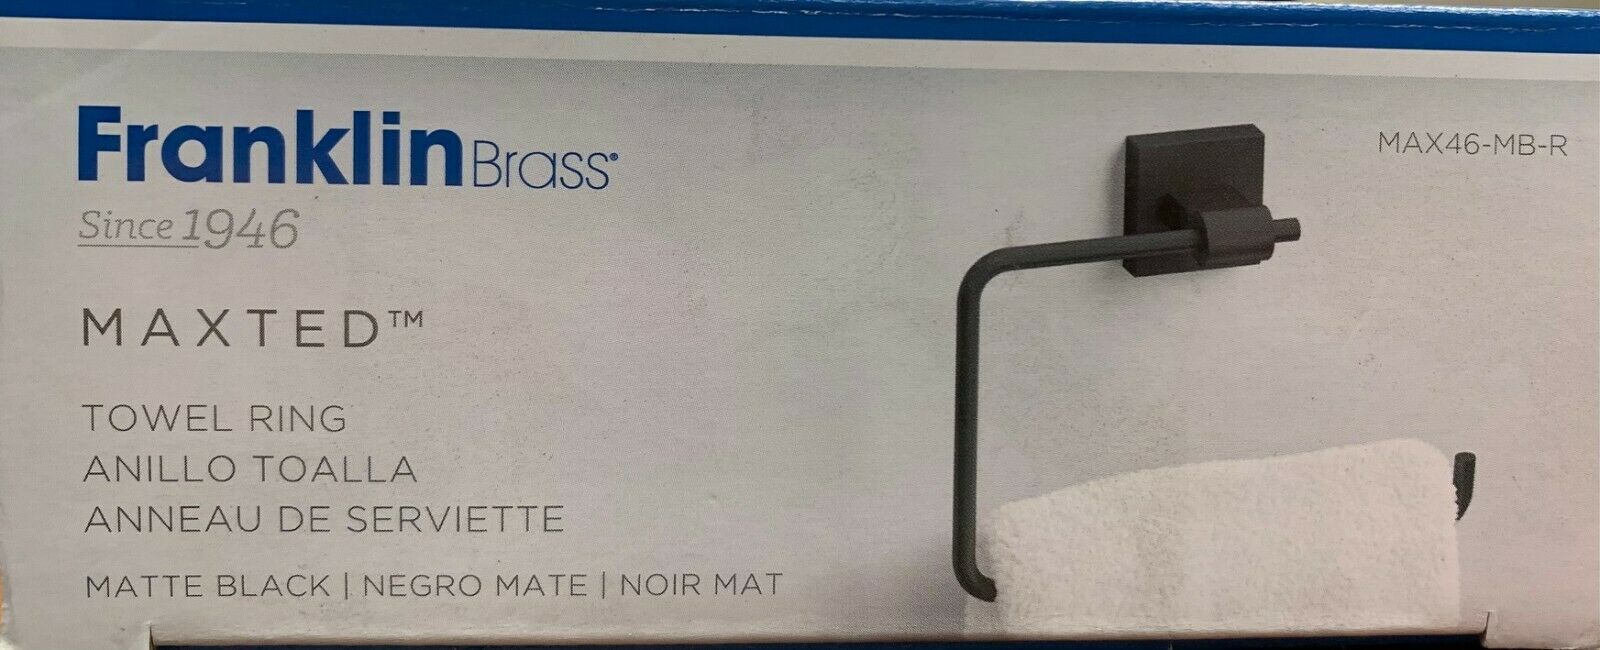 Franklin Brass®
Since 1946
MAX46-MB-R
MAXTED™
TOWEL RING
ANILLO TOALLA
ANNEAU DE SERVIETTE
MATTE BLACK | NEGRO MATE | NOIR MAT